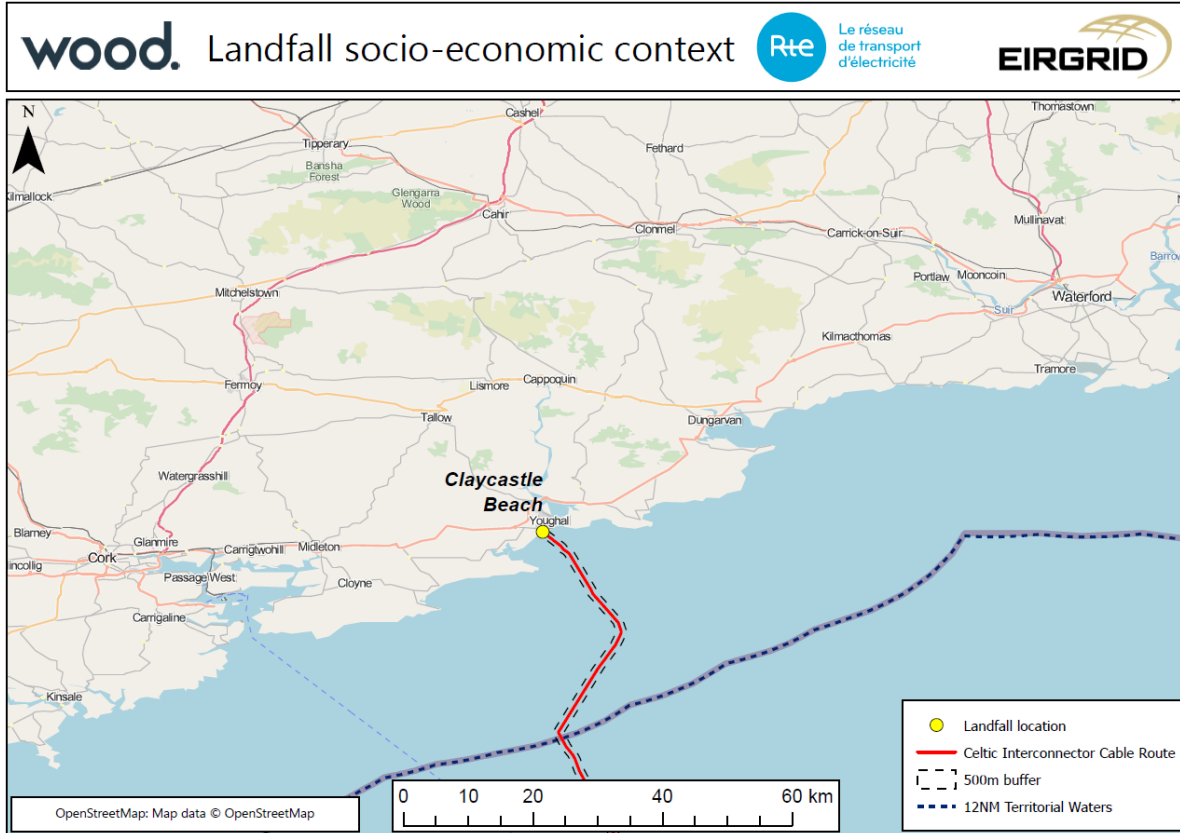 wood. Landfall socio-economic context
Rte
Le réseau
de transport
d'électricité
EIRGRID
N
Cashel
Thomastown
Tipperary
Fethard
Bansha
Forest
Kilmallock
Glengarra
Wood
Cahir
Mullinavat
Clonmel
Carrick-on-Suir
Barrow
Portlaw
Mooncoin
Mitchelstown
Waterford
Suir
Kilmacthomas
Tramore
Fermoy
Lismore
Cappoquin
Tallow
Dungarvan
Watergrasshill
Claycastle
Beach
Youghal
Blarney
Glanmire
Cork
Carrigtwohill
Midleton
incollig
Passage West
Cloyne
Carrigaline
Kinsale
Landfall location
Celtic Interconnector Cable Route
500m buffer
12NM Territorial Waters
0 10 20 40 60 km
OpenStreetMap: Map data © OpenStreetMap